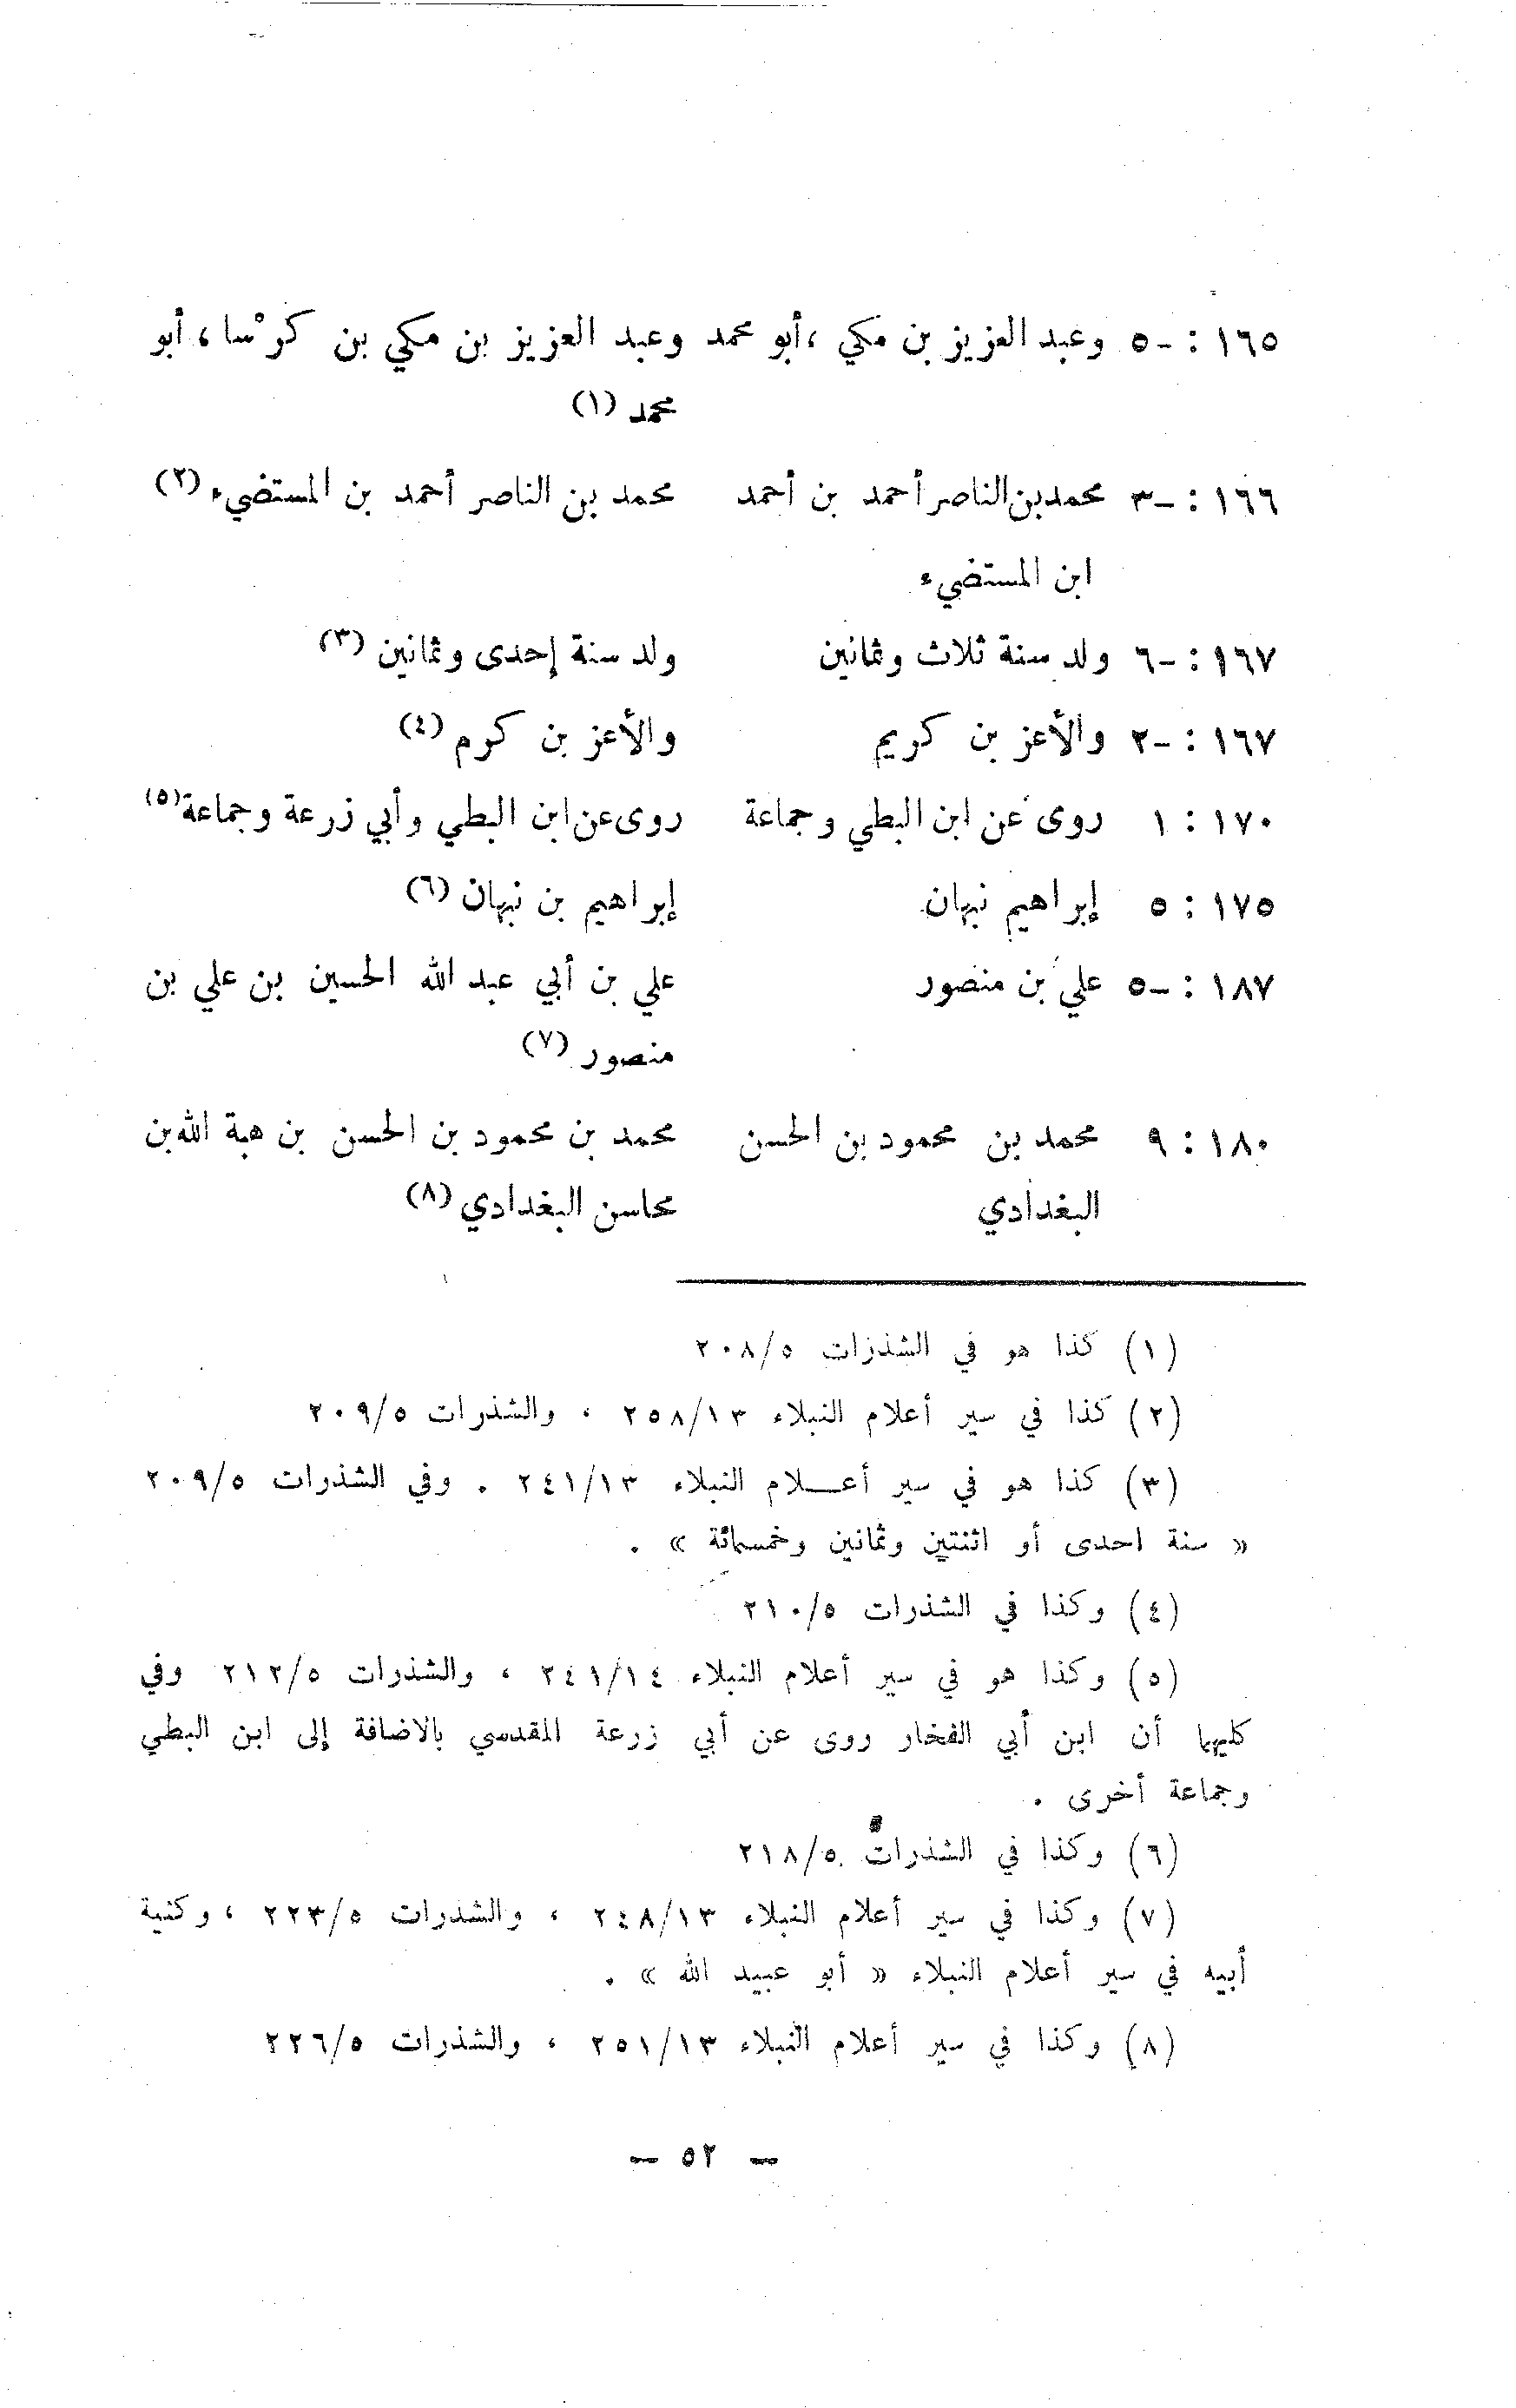 ١٦٥ : -٥ وعبد العزيز بن مكي ، أبو محمد وعبد العزيز بن مكي بن كرْسا ، أبو
محمد (١)
١٦٦ : -٣ محمد بن الناصر أحمد بن أحمد محمد بن الناصر أحمد بن المستضيء (٢)
ابن المستضيء
١٦٧ : -٦ ولد سنة ثلاث وثمانين ولد سنة إحدى وثمانين (٣)
١٦٧ : -٢ والأعز بن كريم والأعز بن كرم (٤)
١٧٠ : ١ روى عن ابن البطي وجماعة روى عن ابن البطي وأبي زرعة وجماعة (٥)
١٧٥ : ٥ إبراهيم نبهان إبراهيم بن نبهان (٦)
١٨٧ : -٥ علي بن منصور علي بن أبي عبد الله الحسين بن علي بن
منصور (٧)
١٨٠ : ٩ محمد بن محمود بن الحسن محمد بن محمود بن الحسن بن هبة الله بن
البغدادي محاسن البغدادي (٨)
(١) كذا هو في الشذرات ٢٠٨/٥
(٢) كذا في سير أعلام النبلاء ٢٥٨/١٣ ، والشذرات ٢٠٩/٥
(٣) كذا هو في سير أعـلام النبلاء ٢٤١/١٣ . وفي الشذرات ٢٠٩/٥
« سنة احدى أو اثنتين وثمانين وخمسمائة » .
(٤) وكذا في الشذرات ٢١٠/٥
(٥) وكذا هو في سير أعلام النبلاء ٢٤١/١٤ ، والشذرات ٢١٢/٥ وفي
كليهما أن ابن أبي الفخار روى عن أبي زرعة المقدسي بالاضافة إلى ابن البطي
وجماعة أخرى .
(٦) وكذا في الشذرات ٢١٨/٥
(٧) وكذا في سير أعلام النبلاء ٢٤٨/١٣ ، والشذرات ٢٢٣/٥ ، وكنية
أبيه في سير أعلام النبلاء « أبو عبيد الله » .
(٨) وكذا في سير أعلام النبلاء ٢٥١/١٣ ، والشذرات ٢٢٦/٥
— ٥٢ —